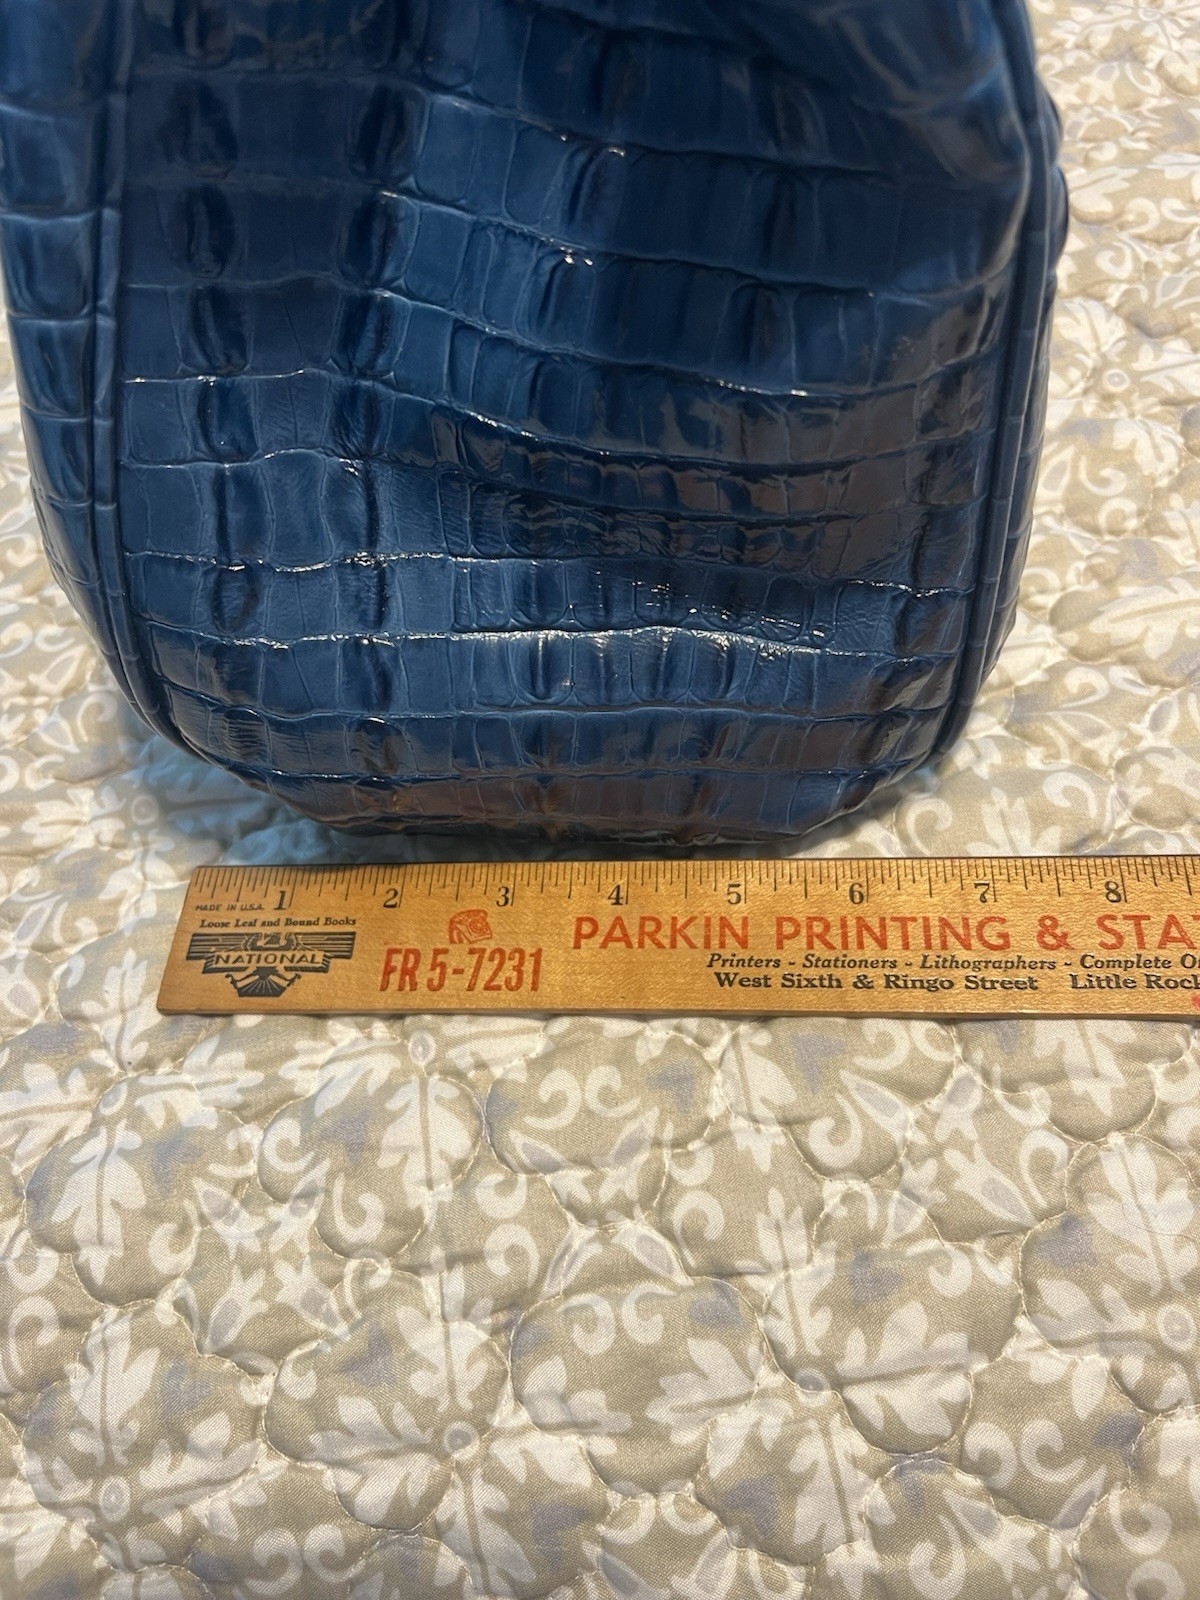 1 2 3 4 5 6 7 8
MADE IN U.S.A.
Loose Leaf and Bound Books
NATIONAL
FR 5-7231
PARKIN PRINTING & STA
Printers - Stationers - Lithographers - Complete Of
West Sixth & Ringo Street Little Rock